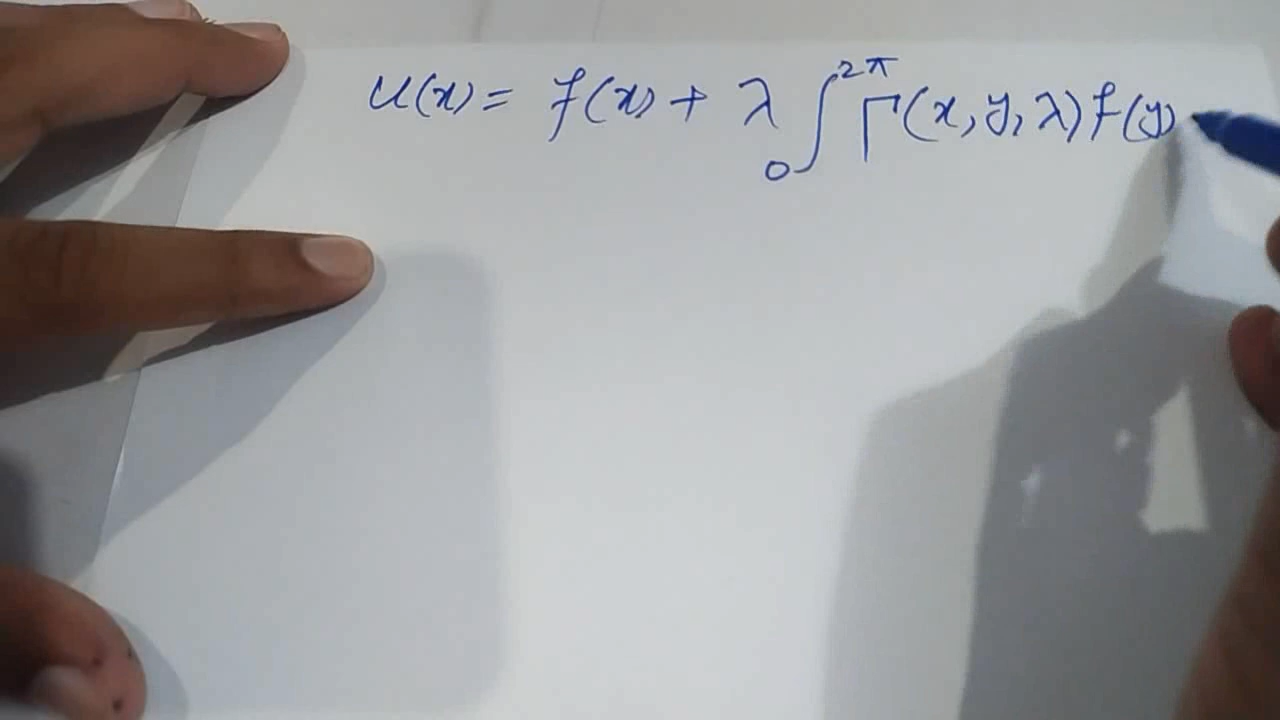 u(x) = f(x) + λ ∫₀^2π Γ(x, y, λ) f(y)